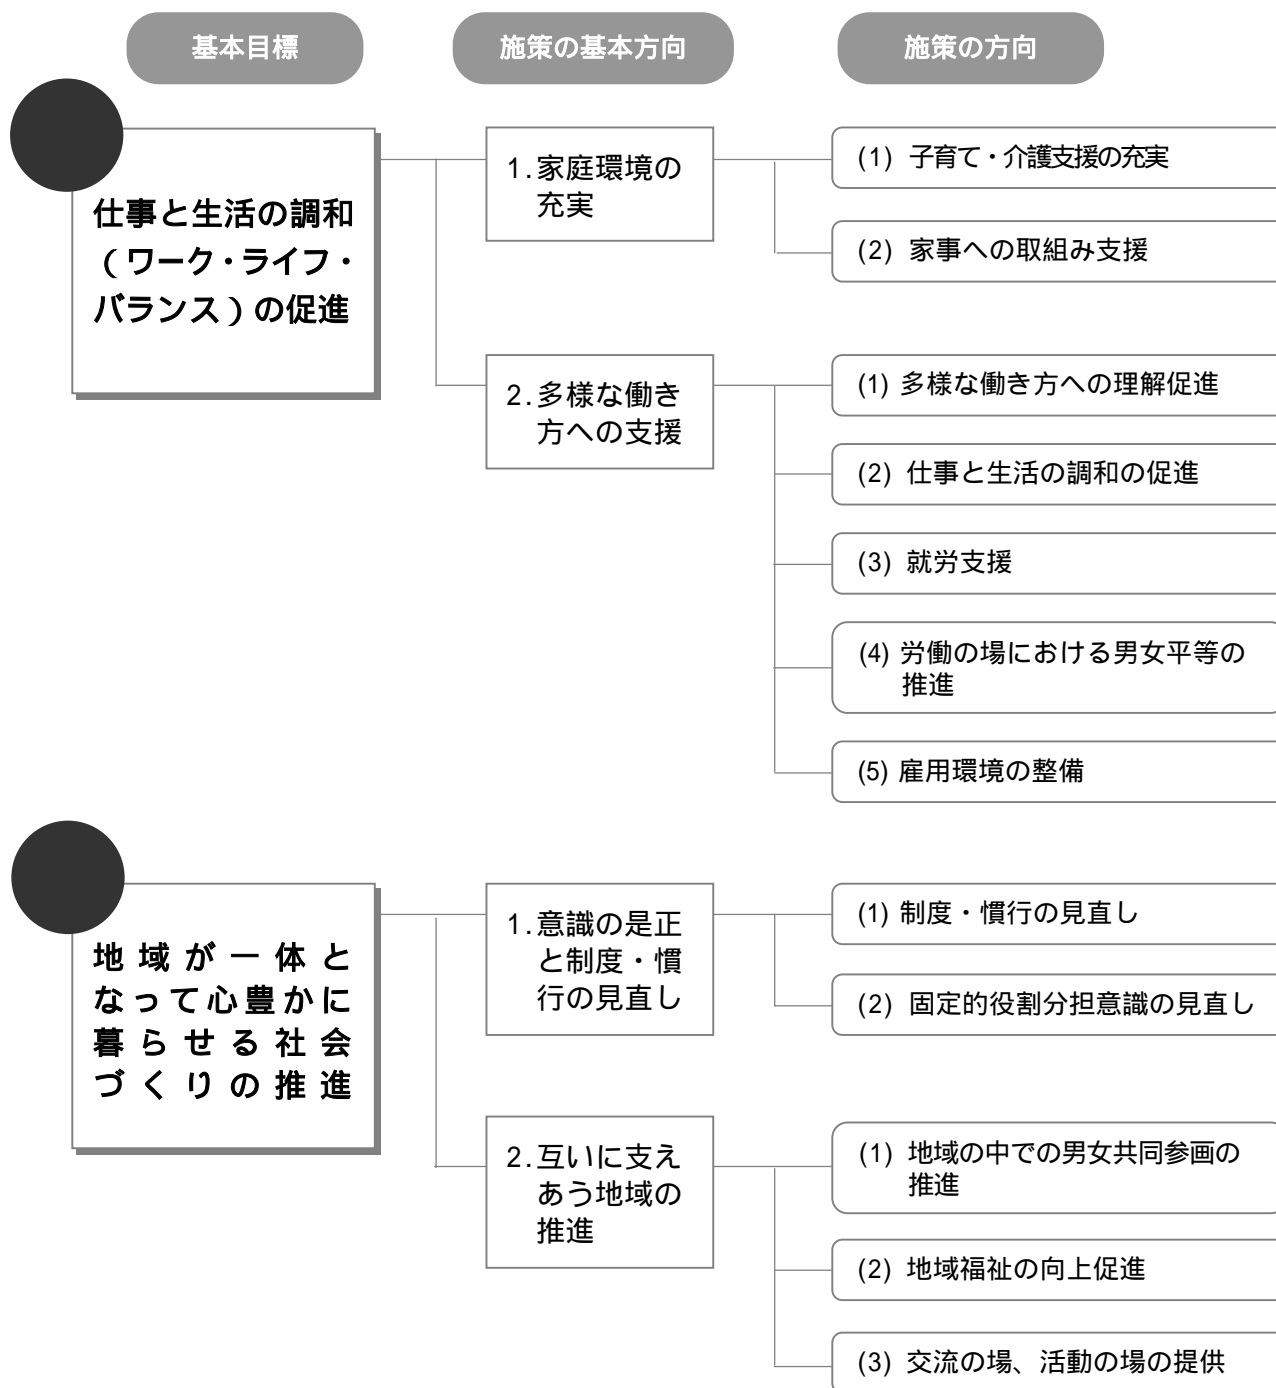 基本目標
施策の基本方向
施策の方向
仕事と生活の調和
（ワーク・ライフ・
バランス）の促進
1.家庭環境の
充実
(1) 子育て・介護支援の充実
(2) 家事への取組み支援
2.多様な働き
方への支援
(1) 多様な働き方への理解促進
(2) 仕事と生活の調和の促進
(3) 就労支援
(4) 労働の場における男女平等の
推進
(5) 雇用環境の整備
地域が一体と
なって心豊かに
暮らせる社会
づくりの推進
1.意識の是正
と制度・慣
行の見直し
(1) 制度・慣行の見直し
(2) 固定的役割分担意識の見直し
2.互いに支え
あう地域の
推進
(1) 地域の中での男女共同参画の
推進
(2) 地域福祉の向上促進
(3) 交流の場、活動の場の提供